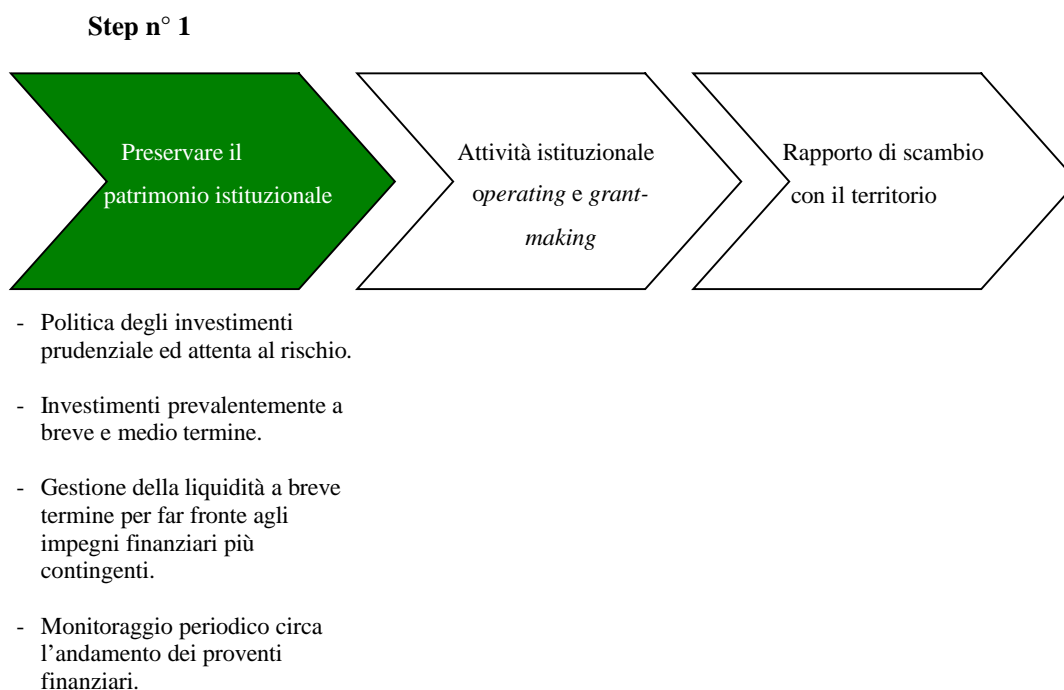 Step n° 1
Preservare il
patrimonio istituzionale
Attività istituzionale
operating e grant-
making
Rapporto di scambio
con il territorio
- Politica degli investimenti
prudenziale ed attenta al rischio.
- Investimenti prevalentemente a
breve e medio termine.
- Gestione della liquidità a breve
termine per far fronte agli
impegni finanziari più
contingenti.
- Monitoraggio periodico circa
l’andamento dei proventi
finanziari.